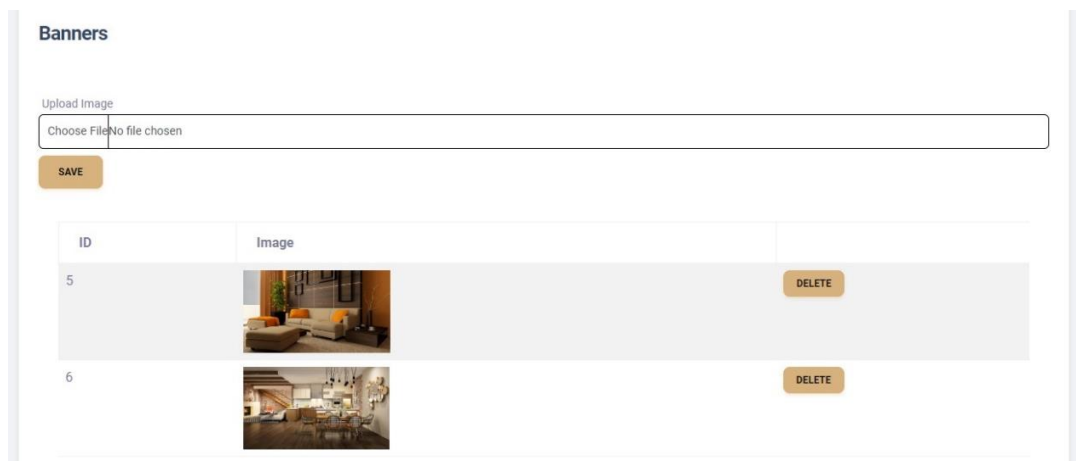 Banners
Upload Image
Choose File No file chosen
SAVE
ID Image
5 DELETE
6 DELETE